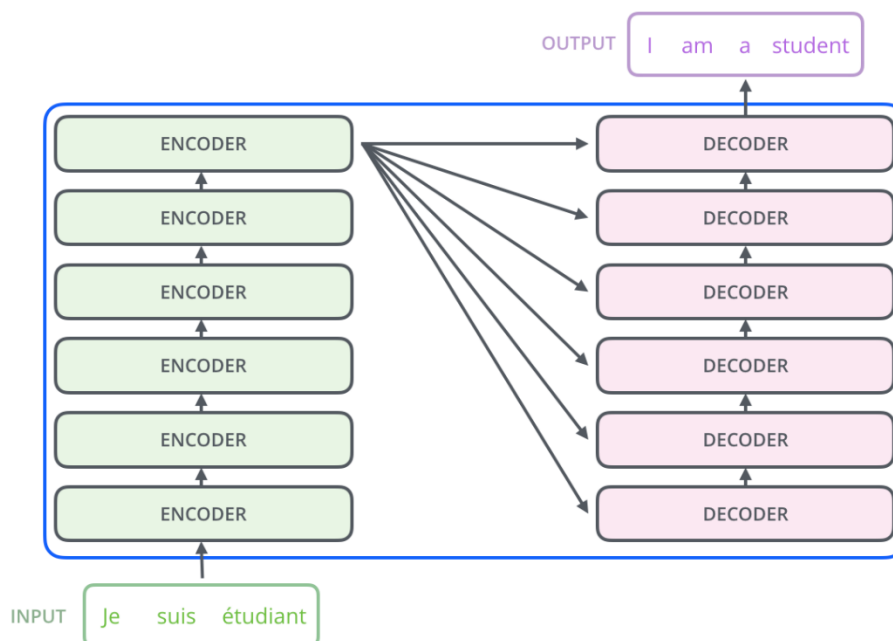 OUTPUT
I am a student
ENCODER
DECODER
ENCODER
DECODER
ENCODER
DECODER
ENCODER
DECODER
ENCODER
DECODER
ENCODER
DECODER
INPUT
Je suis étudiant